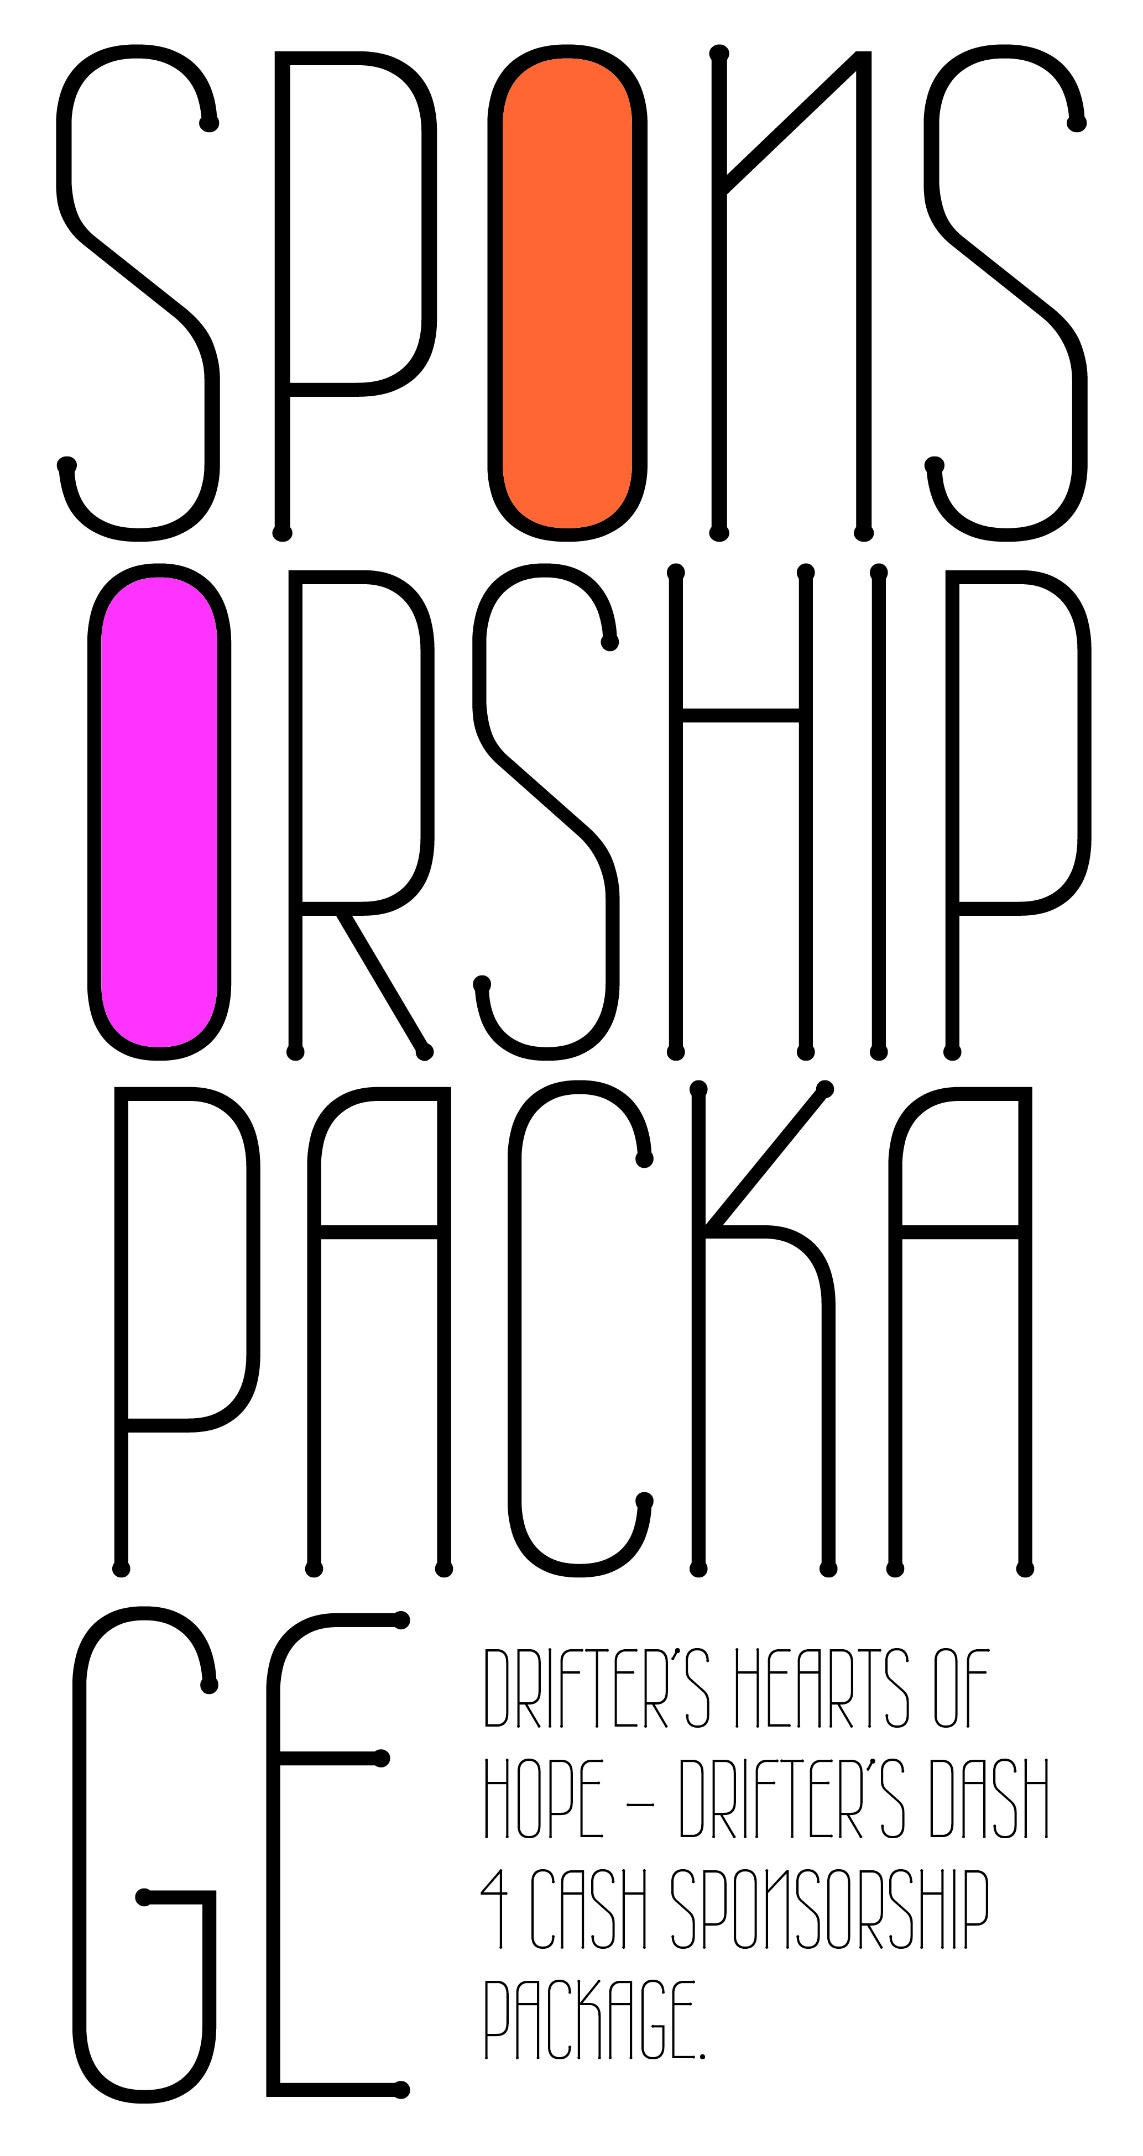 SPONS
ORSHIP
PACKA
GE
DRIFTER'S HEARTS OF
HOPE – DRIFTER'S DASH
4 CASH SPONSORSHIP
PACKAGE.